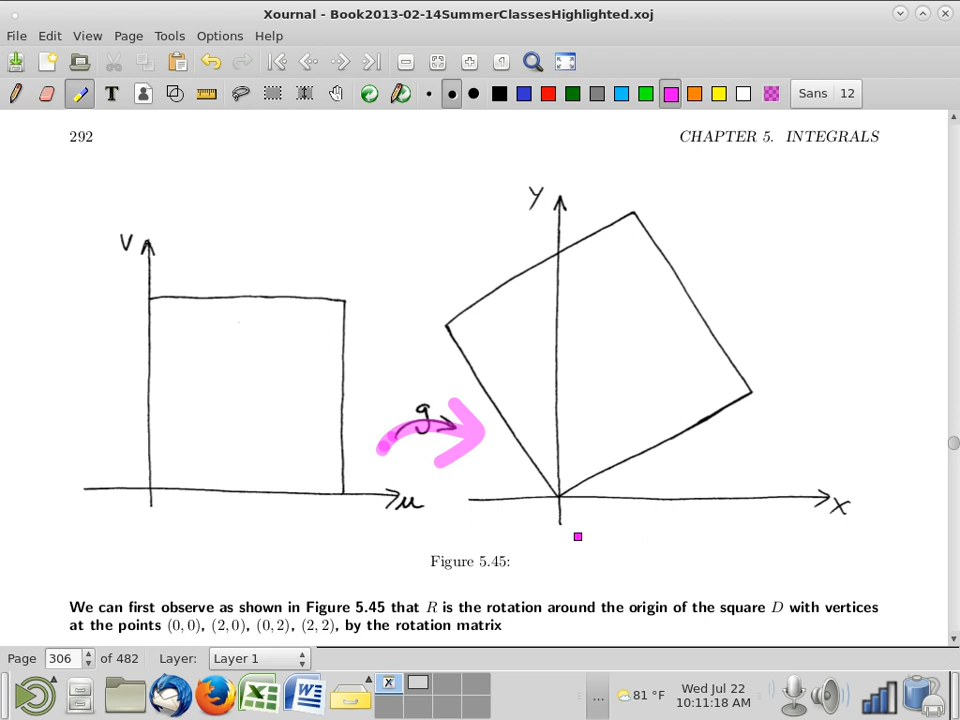 Xournal - Book2013-02-14SummerClassesHighlighted.xoj
File Edit View Page Tools Options Help
Sans 12
292 CHAPTER 5. INTEGRALS
y
v
g
u
x
Figure 5.45:
We can first observe as shown in Figure 5.45 that R is the rotation around the origin of the square D with vertices
at the points (0, 0), (2, 0), (0, 2), (2, 2), by the rotation matrix
Page 306 of 482 Layer: Layer 1
... 81 °F Wed Jul 22
10:11:18 AM